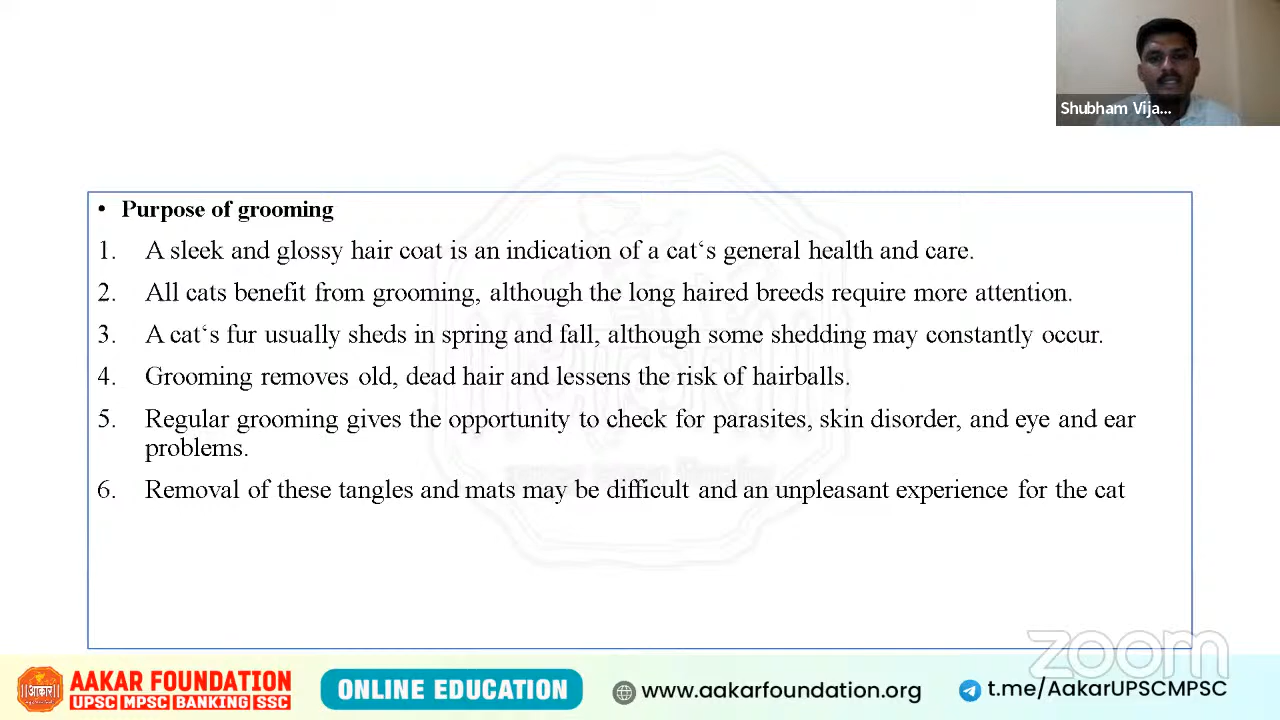 Shubham Vija...
• Purpose of grooming
1. A sleek and glossy hair coat is an indication of a cat‘s general health and care.
2. All cats benefit from grooming, although the long haired breeds require more attention.
3. A cat‘s fur usually sheds in spring and fall, although some shedding may constantly occur.
4. Grooming removes old, dead hair and lessens the risk of hairballs.
5. Regular grooming gives the opportunity to check for parasites, skin disorder, and eye and ear
problems.
6. Removal of these tangles and mats may be difficult and an unpleasant experience for the cat
zoom
आकार
AAKAR FOUNDATION
UPSC MPSC BANKING SSC
ONLINE EDUCATION
www.aakarfoundation.org
t.me/AakarUPSCMPSC